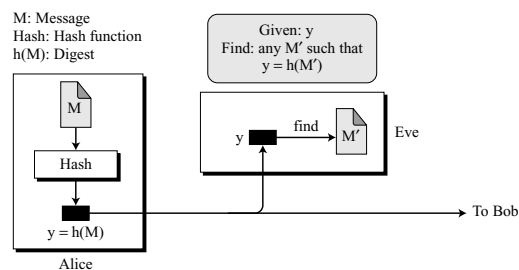 M: Message
Hash: Hash function
h(M): Digest
Given: y
Find: any M′ such that
y = h(M′)
M
Hash
y = h(M)
Alice
y
find
M′
Eve
To Bob